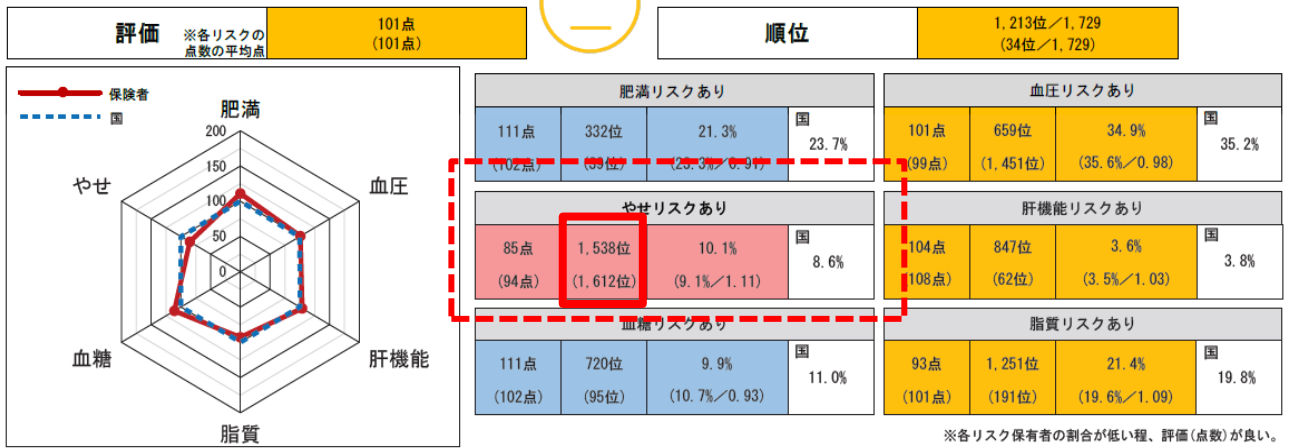 評価 ※各リスクの
点数の平均点
101点
(101点)
順位
1,213位/1,729
(34位/1,729)
保険者
国
肥満
200
150
100
50
0
やせ
血圧
血糖
肝機能
脂質
肥満リスクあり
111点 332位 21.3% 国 23.7%
(102点) (39位) (23.3%/0.91)
血圧リスクあり
101点 659位 34.9% 国 35.2%
(99点) (1,451位) (35.6%/0.98)
やせリスクあり
85点 1,538位 10.1% 国 8.6%
(94点) (1,612位) (9.1%/1.11)
肝機能リスクあり
104点 847位 3.6% 国 3.8%
(108点) (62位) (3.5%/1.03)
血糖リスクあり
111点 720位 9.9% 国 11.0%
(102点) (95位) (10.7%/0.93)
脂質リスクあり
93点 1,251位 21.4% 国 19.8%
(101点) (191位) (19.6%/1.09)
※各リスク保有者の割合が低い程、評価(点数)が良い。